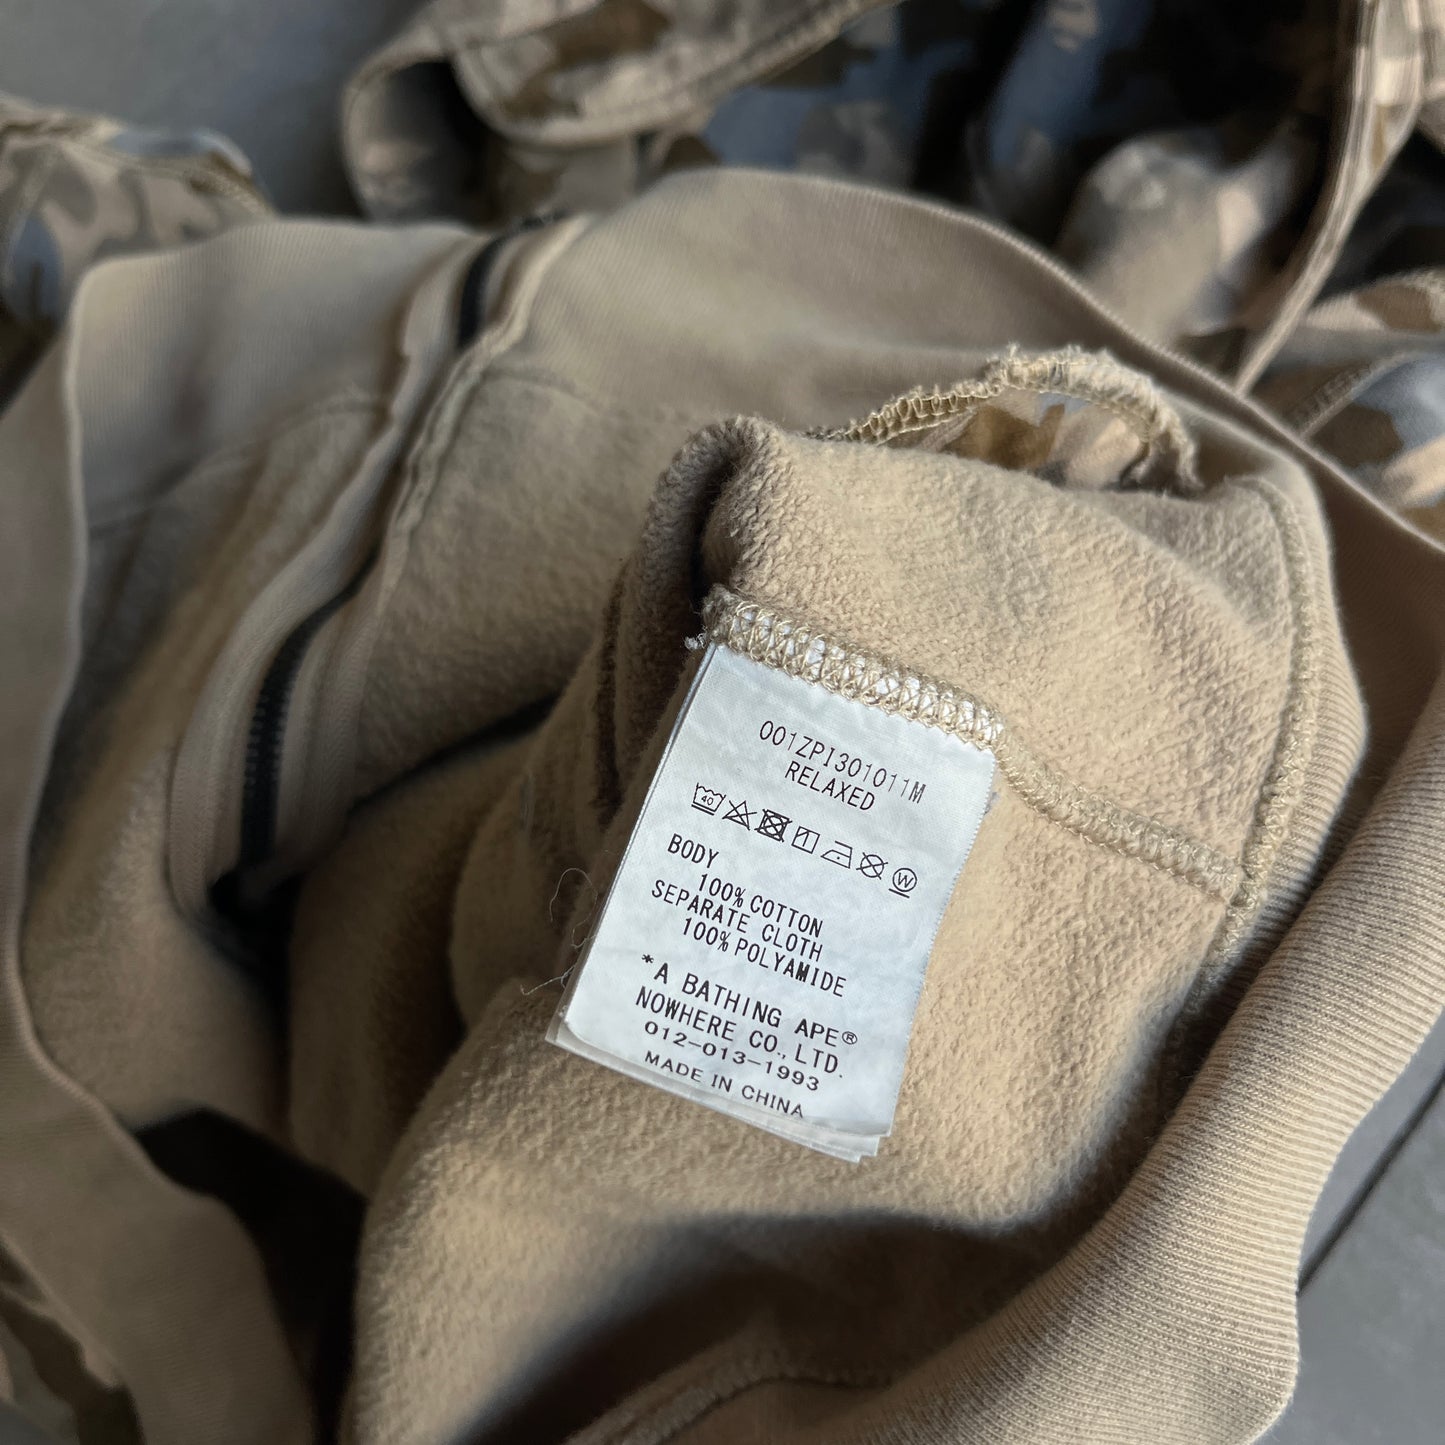 001ZPI301011M
RELAXED
40
W
BODY
100% COTTON
SEPARATE CLOTH
100% POLYAMIDE
*A BATHING APE®
NOWHERE CO., LTD.
012-013-1993
MADE IN CHINA